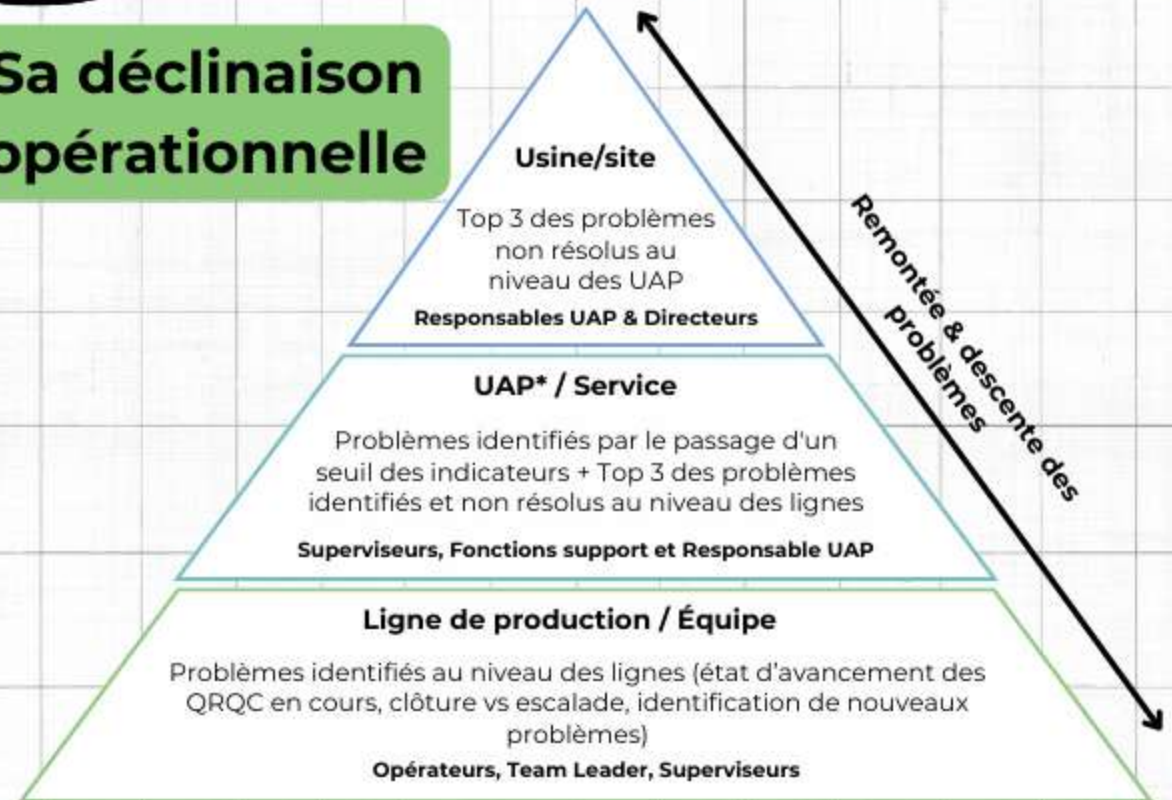 Sa déclinaison
opérationnelle
Usine/site
Top 3 des problèmes
non résolus au
niveau des UAP
Responsables UAP & Directeurs
UAP* / Service
Problèmes identifiés par le passage d'un
seuil des indicateurs + Top 3 des problèmes
identifiés et non résolus au niveau des lignes
Superviseurs, Fonctions support et Responsable UAP
Ligne de production / Équipe
Problèmes identifiés au niveau des lignes (état d’avancement des
QRQC en cours, clôture vs escalade, identification de nouveaux
problèmes)
Opérateurs, Team Leader, Superviseurs
Remontée & descente des
problèmes